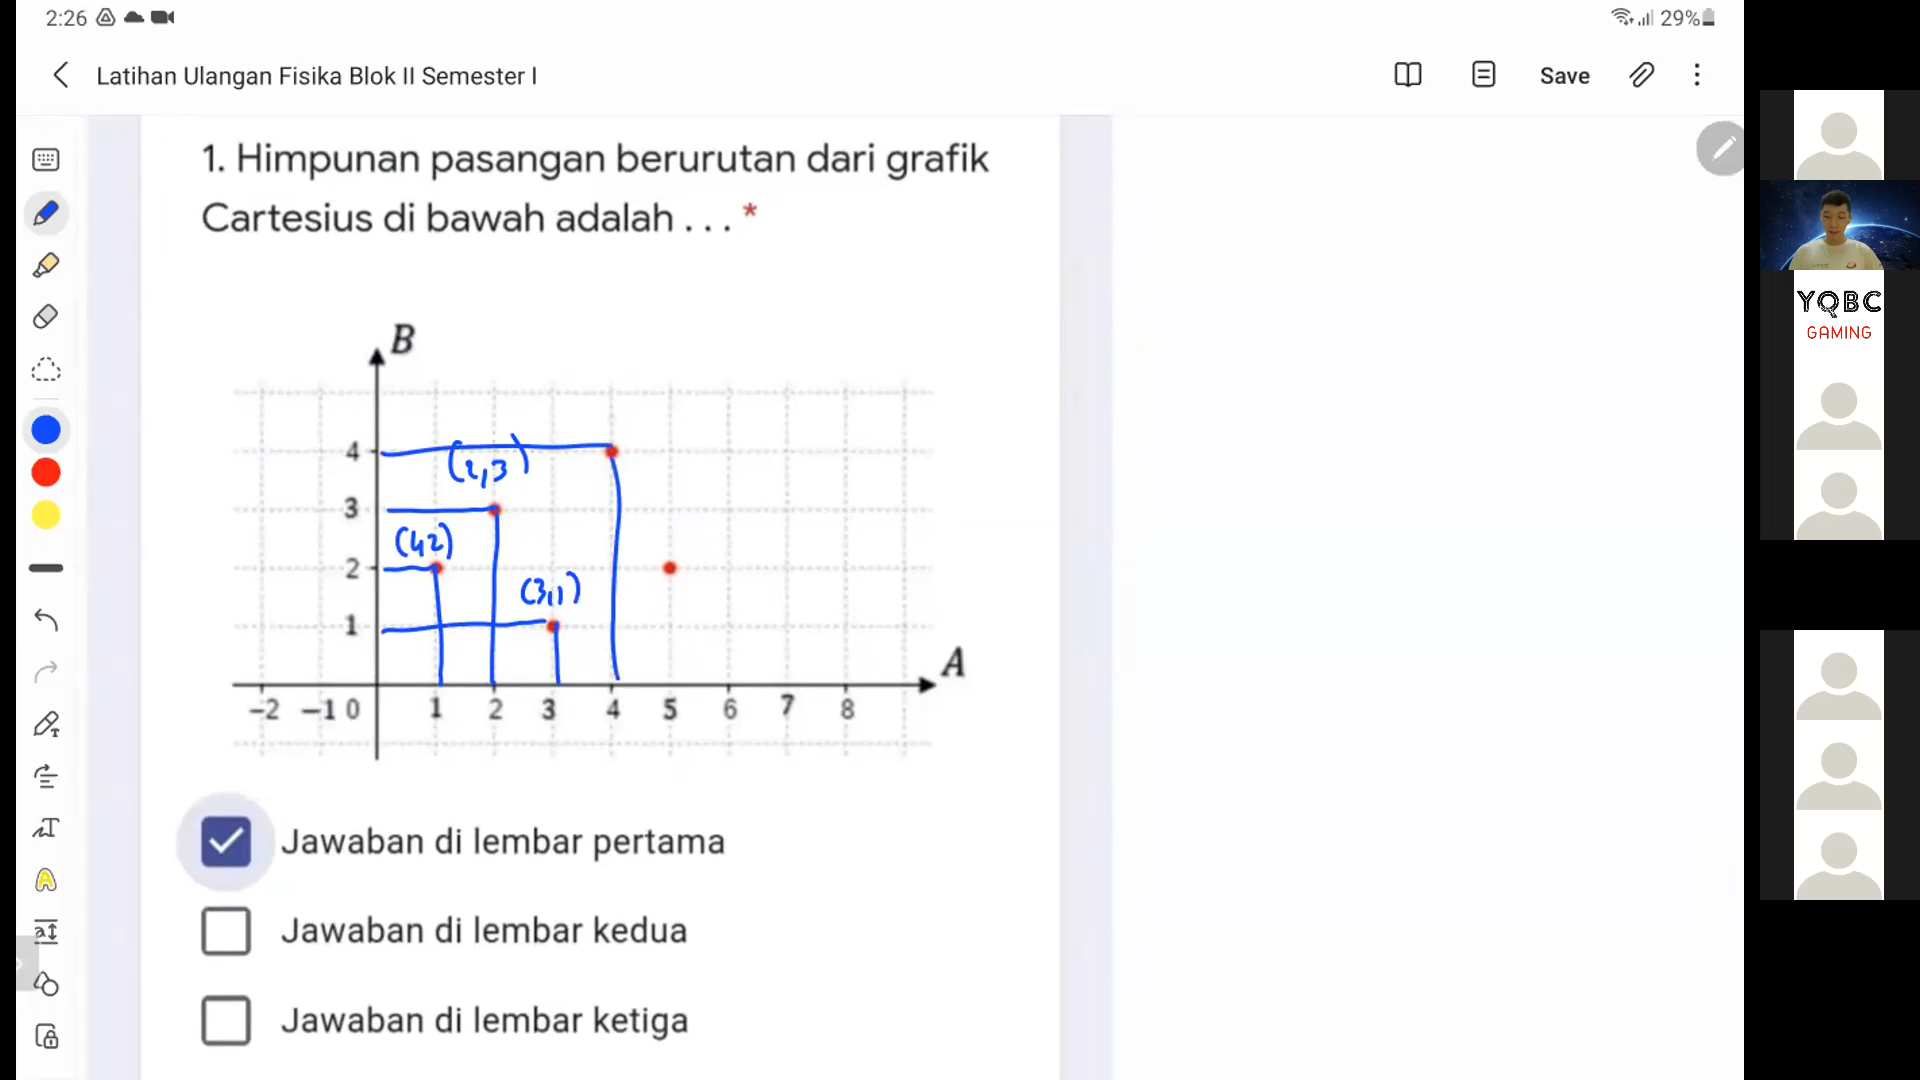 2:26
29%
Latihan Ulangan Fisika Blok II Semester I
Save
1. Himpunan pasangan berurutan dari grafik
Cartesius di bawah adalah . . . *
B
4
(2,3)
3
(1,2)
2
(3,1)
1
A
−2 −1 0 1 2 3 4 5 6 7 8
Jawaban di lembar pertama
Jawaban di lembar kedua
Jawaban di lembar ketiga
YQBC
GAMING